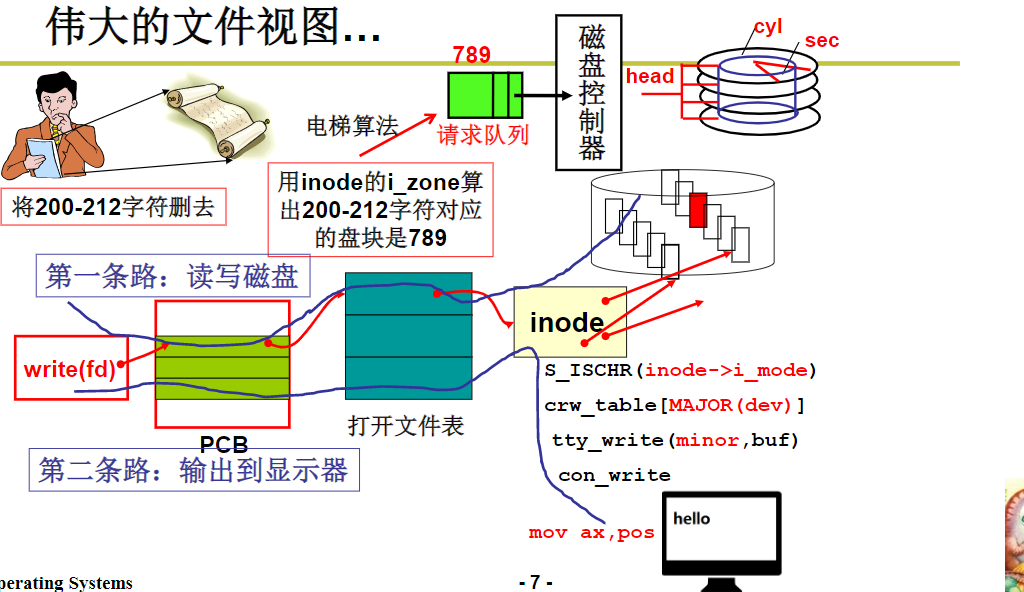 伟大的文件视图…
789
cyl
sec
head
磁盘控制器
电梯算法
请求队列
将200-212字符删去
用inode的i_zone算
出200-212字符对应
的盘块是789
第一条路：读写磁盘
write(fd)
inode
PCB
打开文件表
第二条路：输出到显示器
S_ISCHR(inode->i_mode)
crw_table[MAJOR(dev)]
tty_write(minor,buf)
con_write
mov ax,pos
hello
perating Systems
- 7 -